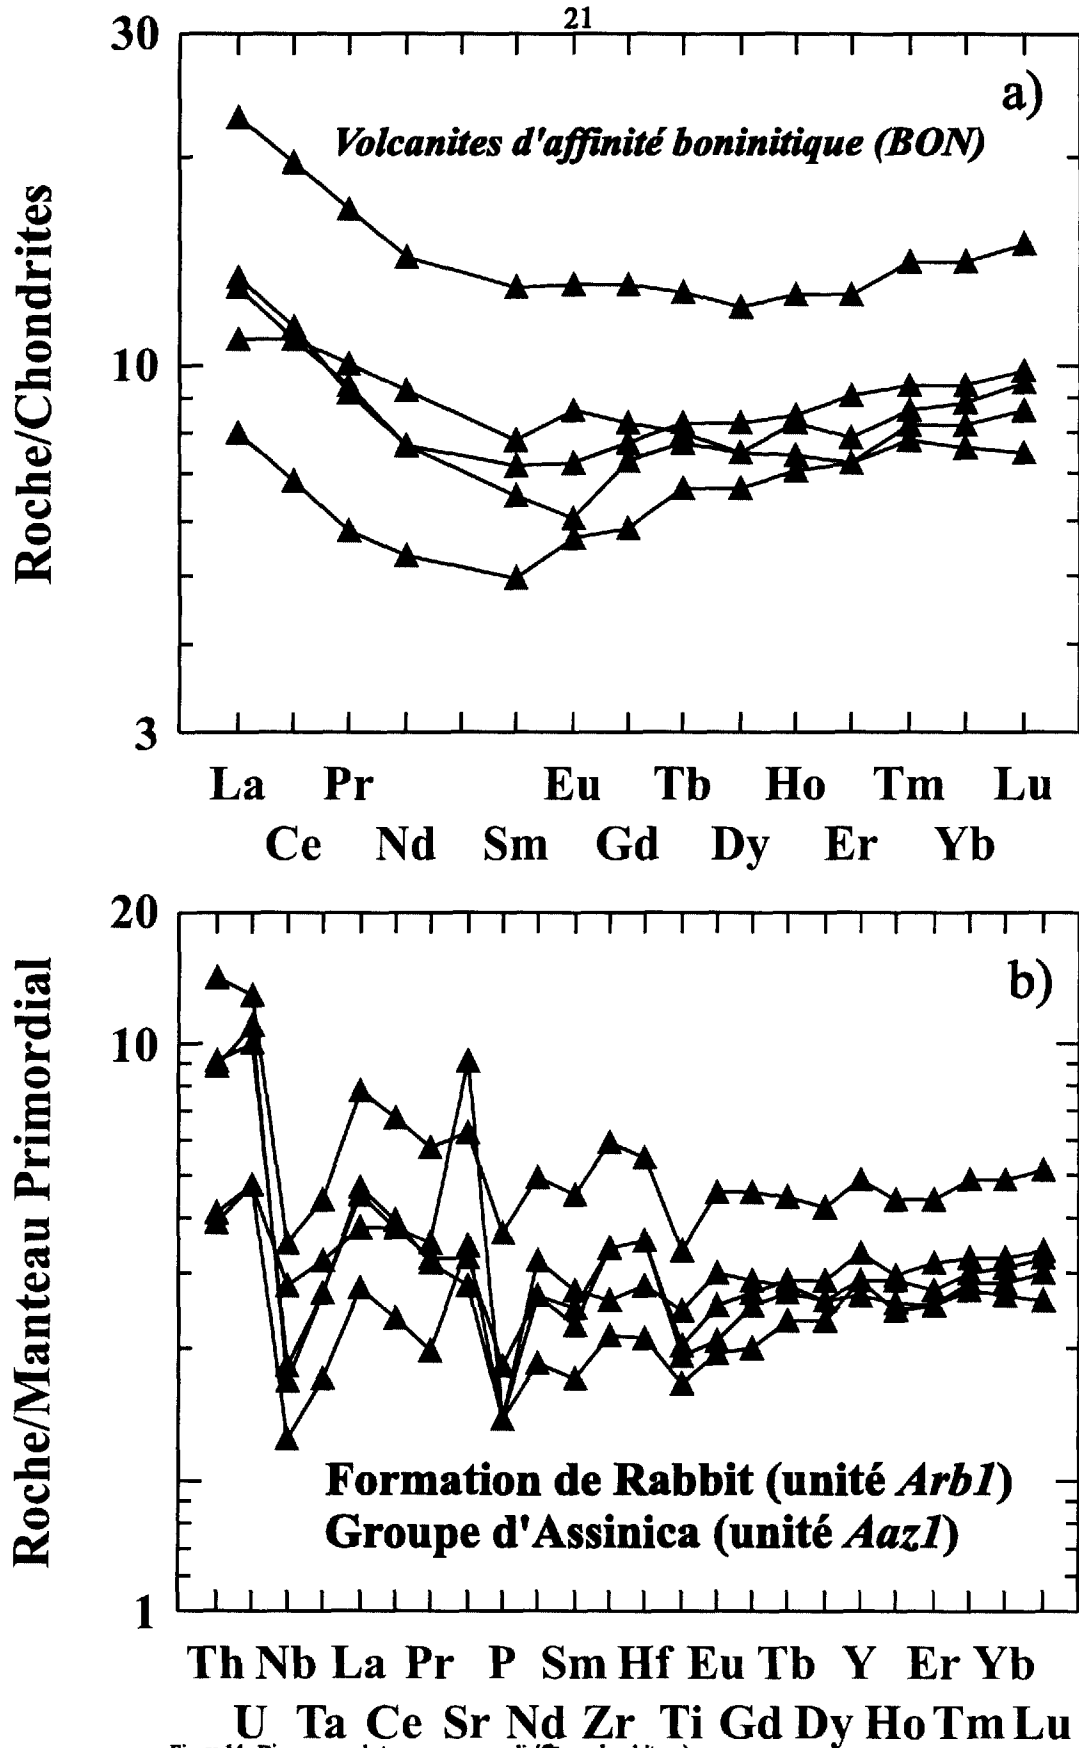 21
30
a)
Volcanites d'affinité boninitique (BON)
Roche/Chondrites
10
3
La Pr Eu Tb Ho Tm Lu
Ce Nd Sm Gd Dy Er Yb
20
b)
Roche/Manteau Primordial
10
Formation de Rabbit (unité Arb1)
Groupe d'Assinica (unité Aaz1)
1
Th Nb La Pr P Sm Hf Eu Tb Y Er Yb
U Ta Ce Sr Nd Zr Ti Gd Dy Ho Tm Lu